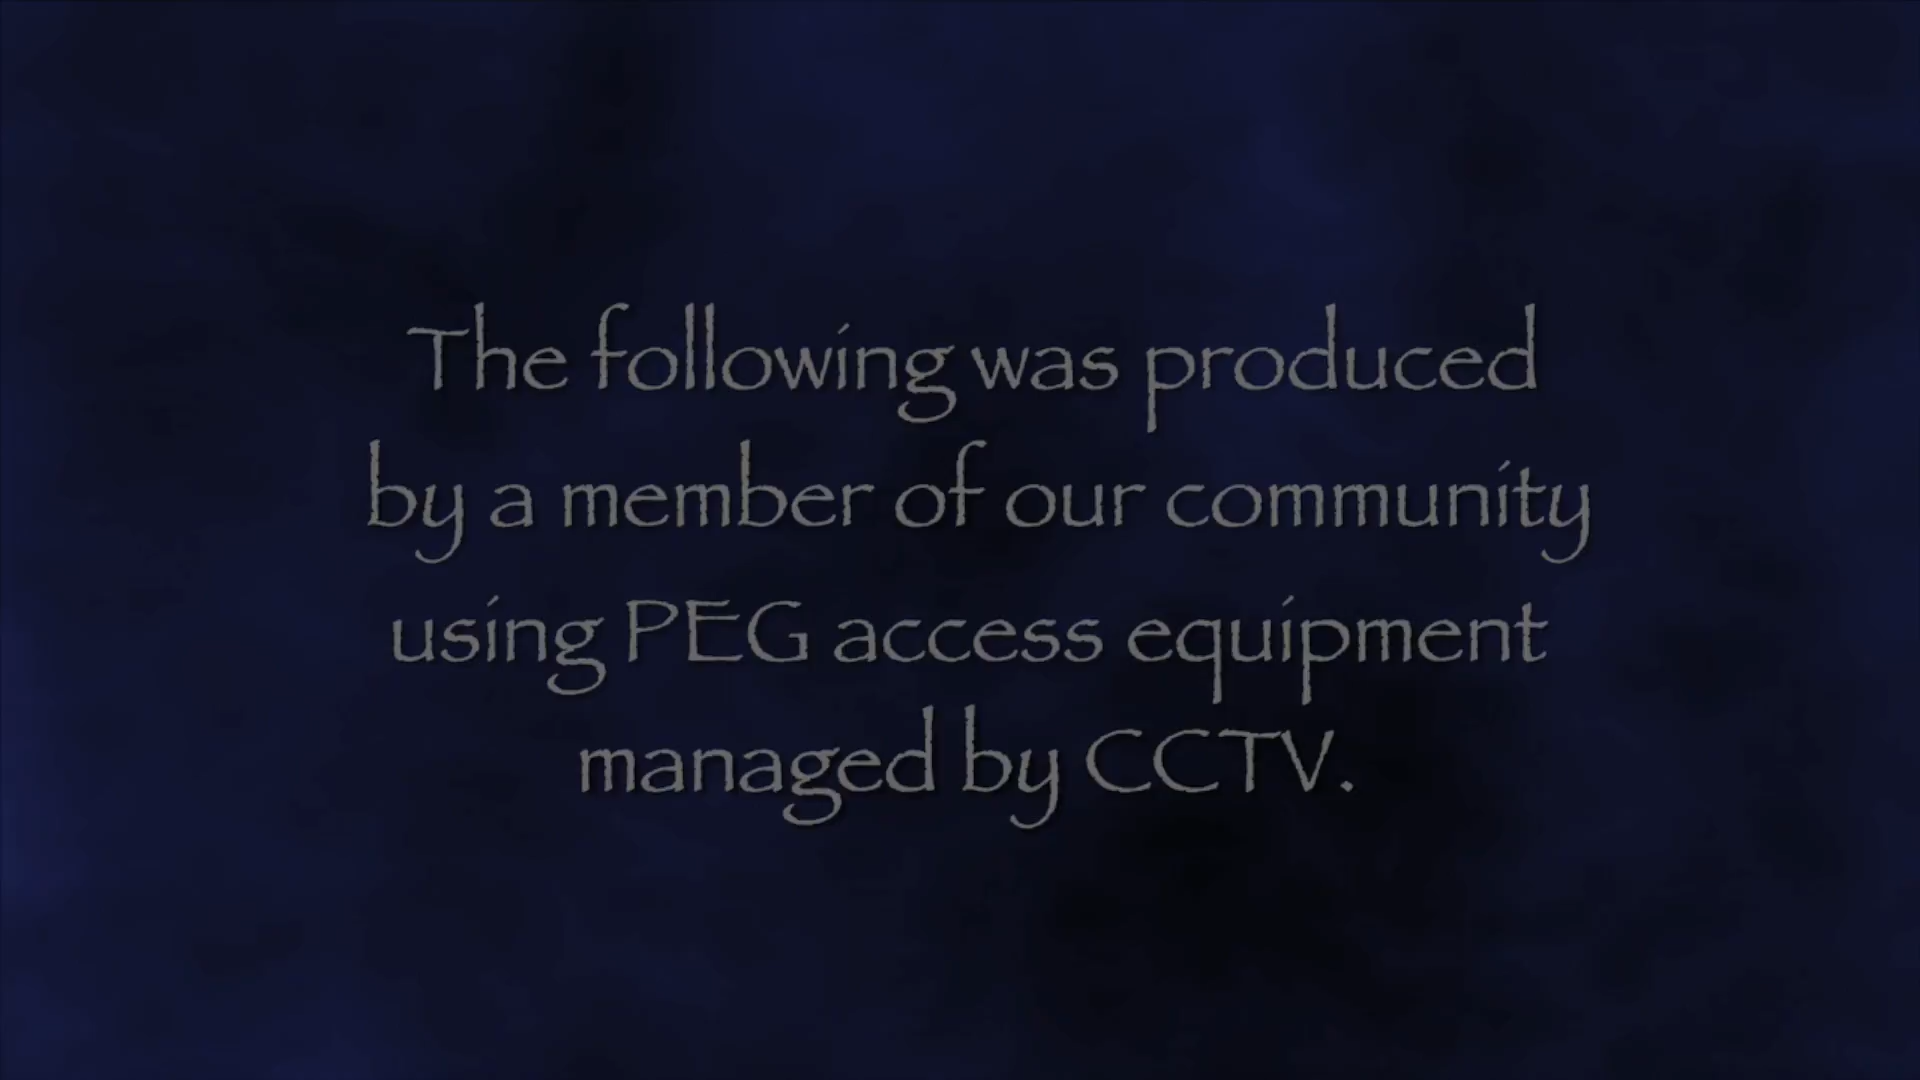 The following was produced
by a member of our community
using PEG access equipment
managed by CCTV.